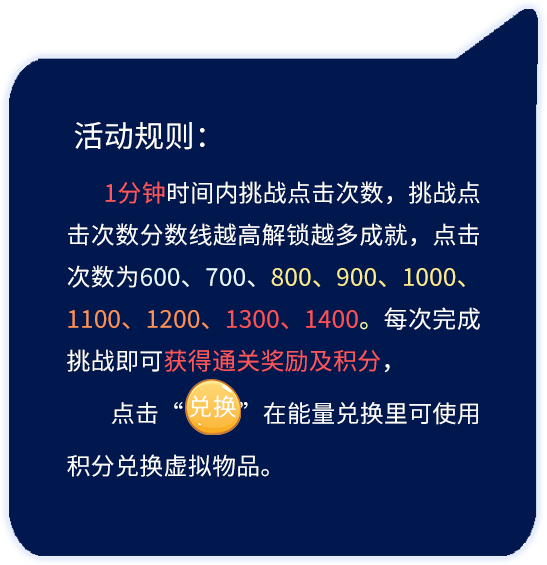 活动规则：
1分钟时间内挑战点击次数，挑战点
击次数分数线越高解锁越多成就，点击
次数为600、700、800、900、1000、
1100、1200、1300、1400。每次完成
挑战即可获得通关奖励及积分，
点击“兑换”在能量兑换里可使用
积分兑换虚拟物品。